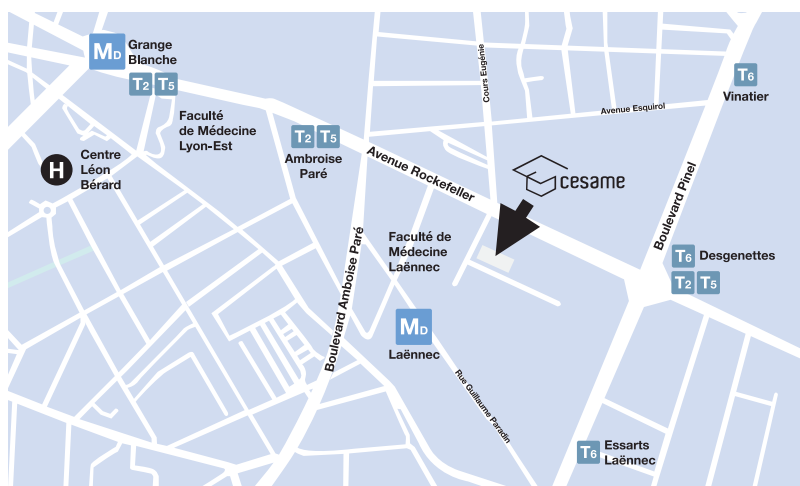 MD Grange
Blanche
T2 T5
Faculté
de Médecine
Lyon-Est
H Centre
Léon
Bérard
T2 T5
Ambroise
Paré
Cours Eugénie
Avenue Esquirol
T6
Vinatier
Avenue Rockefeller
cesame
Boulevard Pinel
Faculté de
Médecine
Laënnec
T6 Desgenettes
T2 T5
Boulevard Amboise Paré
MD
Laënnec
Rue Guillaume Paradin
T6 Essarts
Laënnec